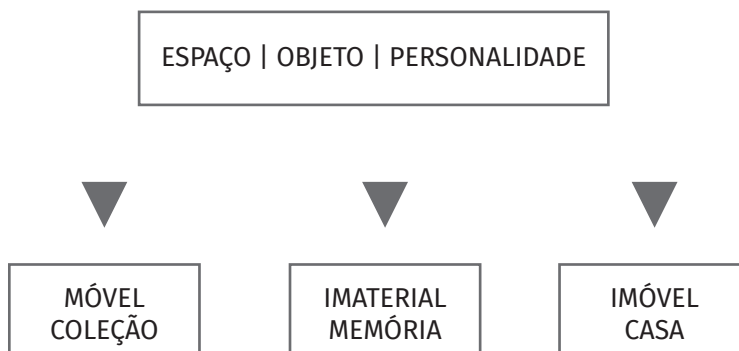 ESPAÇO | OBJETO | PERSONALIDADE
MÓVEL
COLEÇÃO
IMATERIAL
MEMÓRIA
IMÓVEL
CASA